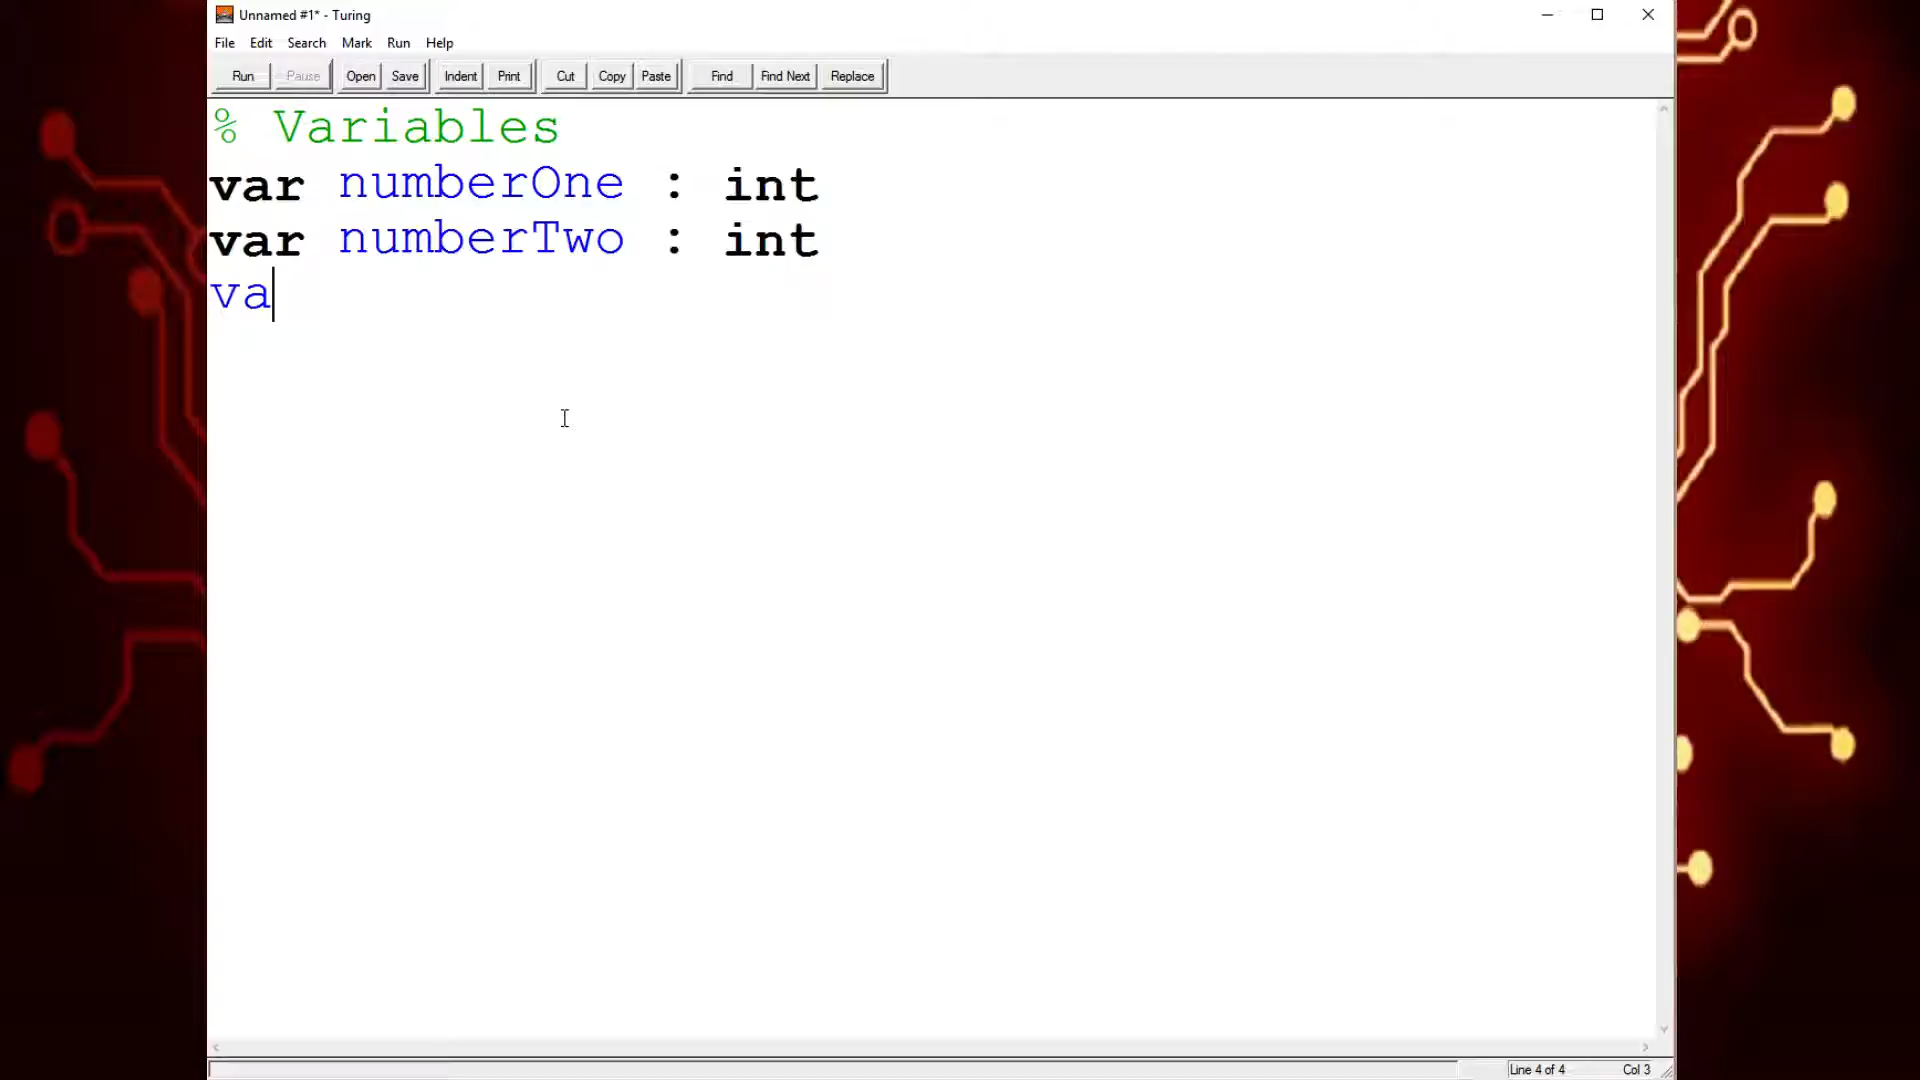 Unnamed #1* - Turing
File Edit Search Mark Run Help
Run Pause Open Save Indent Print Cut Copy Paste Find Find Next Replace
% Variables
var numberOne : int
var numberTwo : int
va
Line 4 of 4 Col 3